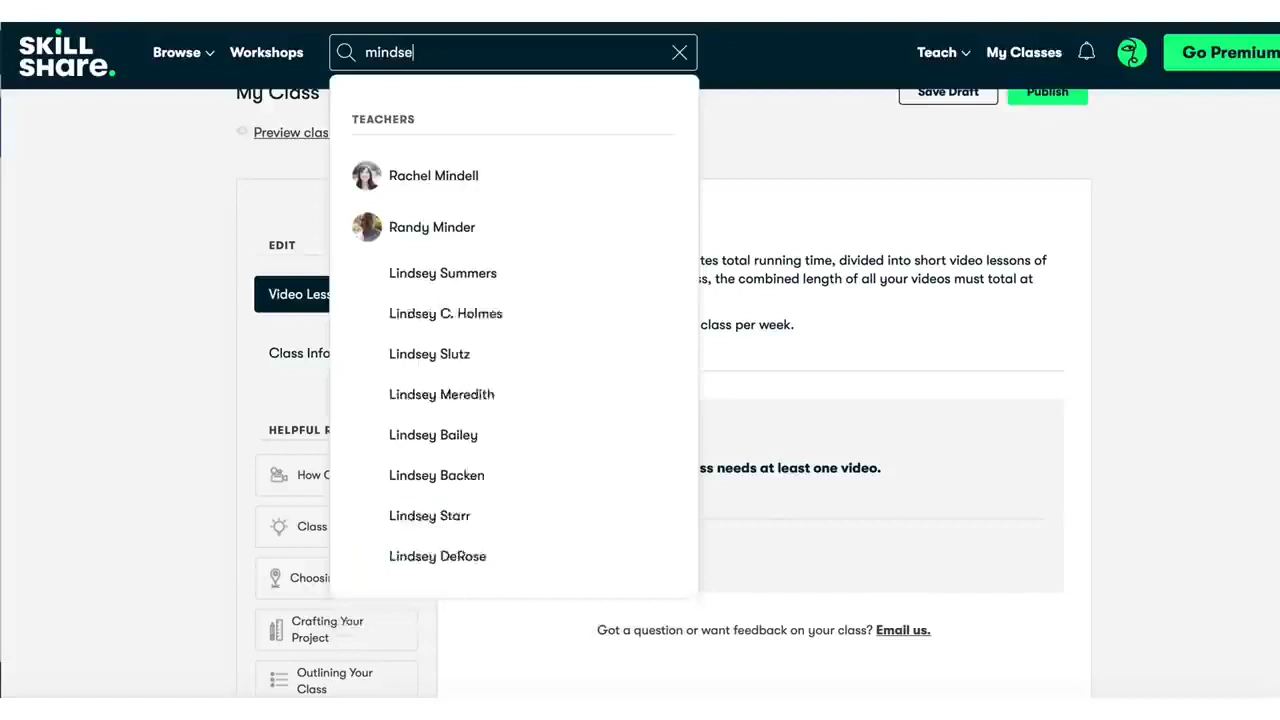 SKILL
SHARE.
Browse
Workshops
mindse
Teach
My Classes
Go Premium
My Class
Save Draft
Publish
Preview clas
TEACHERS
Rachel Mindell
Randy Minder
Lindsey Summers
Lindsey C. Holmes
Lindsey Slutz
Lindsey Meredith
Lindsey Bailey
Lindsey Backen
Lindsey Starr
Lindsey DeRose
EDIT
Video Less
Class Info
HELPFUL R
How C
Class
Choosi
Crafting Your
Project
Outlining Your
Class
tes total running time, divided into short video lessons of
s, the combined length of all your videos must total at
class per week.
ss needs at least one video.
Got a question or want feedback on your class? Email us.